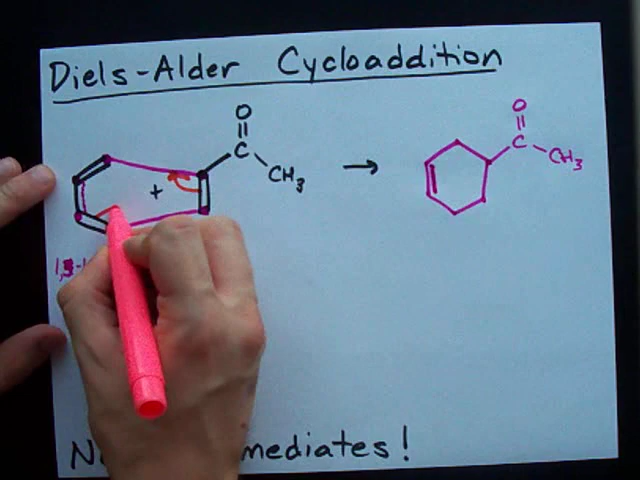 Diels-Alder Cycloaddition
O
C
CH3
+
→
O
C
CH3
mediates!